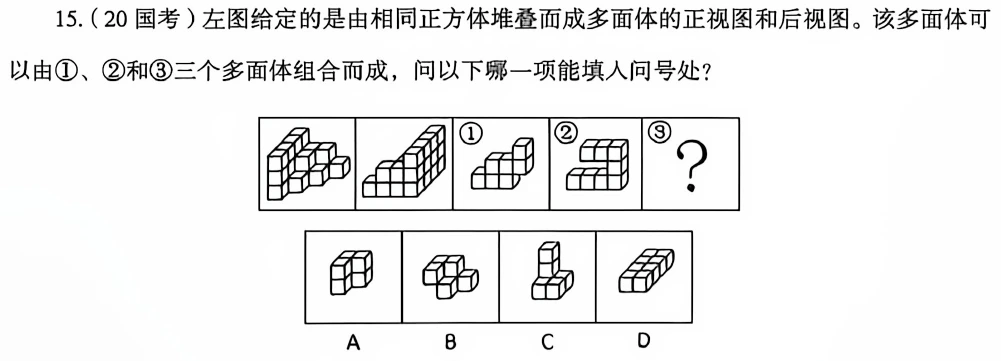 15.（20国考）左图给定的是由相同正方体堆叠而成多面体的正视图和后视图。该多面体可
以由①、②和③三个多面体组合而成，问以下哪一项能填人问号处？
① ② ③ ?
A B C D